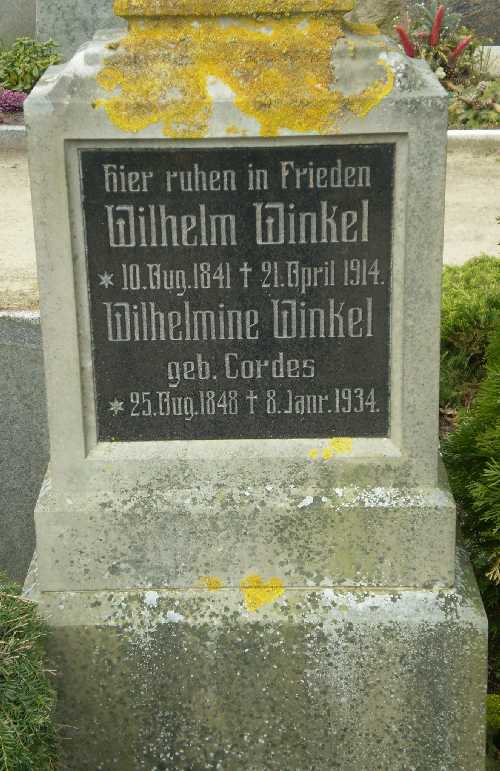 Hier ruhen in Frieden
Wilhelm Winkel
* 10. Aug. 1841 † 21. April 1914.
Wilhelmine Winkel
geb. Cordes
* 25. Aug. 1848 † 8. Janr. 1934.